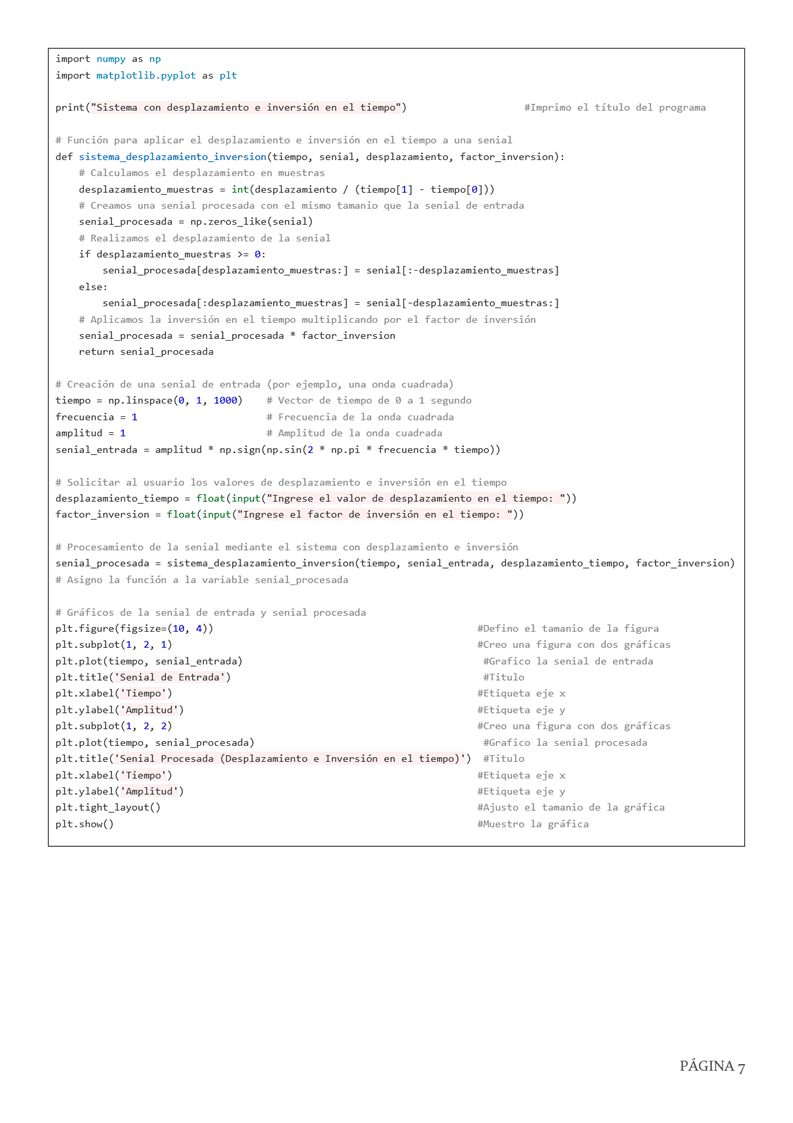 import numpy as np
import matplotlib.pyplot as plt
print("Sistema con desplazamiento e inversión en el tiempo") #Imprimo el título del programa
# Función para aplicar el desplazamiento e inversión en el tiempo a una senial
def sistema_desplazamiento_inversion(tiempo, senial, desplazamiento, factor_inversion):
    # Calculamos el desplazamiento en muestras
    desplazamiento_muestras = int(desplazamiento / (tiempo[1] - tiempo[0]))
    # Creamos una senial procesada con el mismo tamanio que la senial de entrada
    senial_procesada = np.zeros_like(senial)
    # Realizamos el desplazamiento de la senial
    if desplazamiento_muestras >= 0:
        senial_procesada[desplazamiento_muestras:] = senial[:-desplazamiento_muestras]
    else:
        senial_procesada[:desplazamiento_muestras] = senial[-desplazamiento_muestras:]
    # Aplicamos la inversión en el tiempo multiplicando por el factor de inversión
    senial_procesada = senial_procesada * factor_inversion
    return senial_procesada
# Creación de una senial de entrada (por ejemplo, una onda cuadrada)
tiempo = np.linspace(0, 1, 1000) # Vector de tiempo de 0 a 1 segundo
frecuencia = 1 # Frecuencia de la onda cuadrada
amplitud = 1 # Amplitud de la onda cuadrada
senial_entrada = amplitud * np.sign(np.sin(2 * np.pi * frecuencia * tiempo))
# Solicitar al usuario los valores de desplazamiento e inversión en el tiempo
desplazamiento_tiempo = float(input("Ingrese el valor de desplazamiento en el tiempo: "))
factor_inversion = float(input("Ingrese el factor de inversión en el tiempo: "))
# Procesamiento de la senial mediante el sistema con desplazamiento e inversión
senial_procesada = sistema_desplazamiento_inversion(tiempo, senial_entrada, desplazamiento_tiempo, factor_inversion)
# Asigno la función a la variable senial_procesada
# Gráficos de la senial de entrada y senial procesada
plt.figure(figsize=(10, 4)) #Defino el tamanio de la figura
plt.subplot(1, 2, 1) #Creo una figura con dos gráficas
plt.plot(tiempo, senial_entrada) #Grafico la senial de entrada
plt.title('Senial de Entrada') #Titulo
plt.xlabel('Tiempo') #Etiqueta eje x
plt.ylabel('Amplitud') #Etiqueta eje y
plt.subplot(1, 2, 2) #Creo una figura con dos gráficas
plt.plot(tiempo, senial_procesada) #Grafico la senial procesada
plt.title('Senial Procesada (Desplazamiento e Inversión en el tiempo)') #Titulo
plt.xlabel('Tiempo') #Etiqueta eje x
plt.ylabel('Amplitud') #Etiqueta eje y
plt.tight_layout() #Ajusto el tamanio de la gráfica
plt.show() #Muestro la gráfica
PÁGINA 7